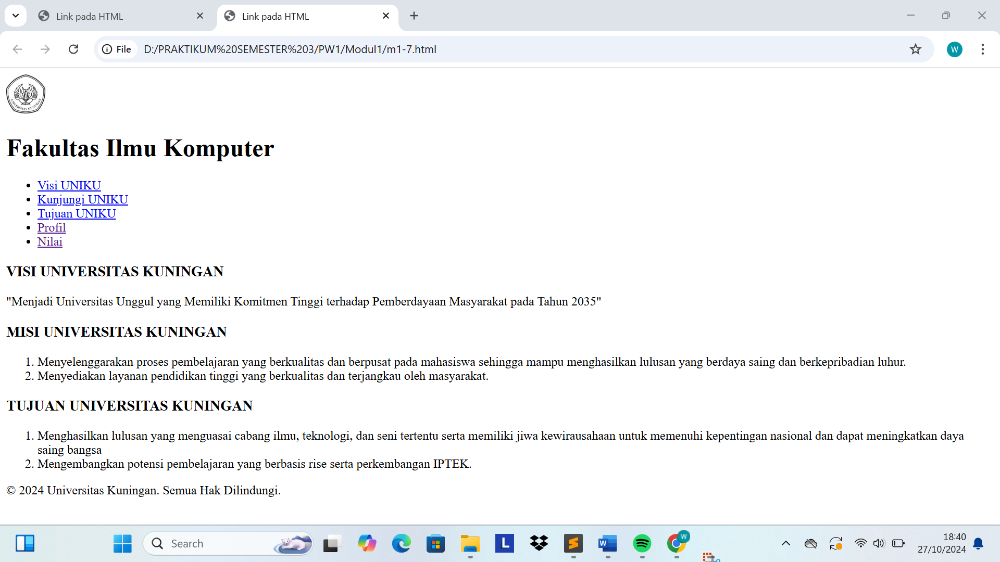 Link pada HTML
Link pada HTML
File
D:/PRAKTIKUM%20SEMESTER%203/PW1/Modul1/m1-7.html
W
UNIVERSITAS KUNINGAN
Fakultas Ilmu Komputer
Visi UNIKU
Kunjungi UNIKU
Tujuan UNIKU
Profil
Nilai
VISI UNIVERSITAS KUNINGAN
"Menjadi Universitas Unggul yang Memiliki Komitmen Tinggi terhadap Pemberdayaan Masyarakat pada Tahun 2035"
MISI UNIVERSITAS KUNINGAN
1. Menyelenggarakan proses pembelajaran yang berkualitas dan berpusat pada mahasiswa sehingga mampu menghasilkan lulusan yang berdaya saing dan berkepribadian luhur.
2. Menyediakan layanan pendidikan tinggi yang berkualitas dan terjangkau oleh masyarakat.
TUJUAN UNIVERSITAS KUNINGAN
1. Menghasilkan lulusan yang menguasai cabang ilmu, teknologi, dan seni tertentu serta memiliki jiwa kewirausahaan untuk memenuhi kepentingan nasional dan dapat meningkatkan daya
saing bangsa
2. Mengembangkan potensi pembelajaran yang berbasis rise serta perkembangan IPTEK.
© 2024 Universitas Kuningan. Semua Hak Dilindungi.
Search
L
W
W
18:40
27/10/2024